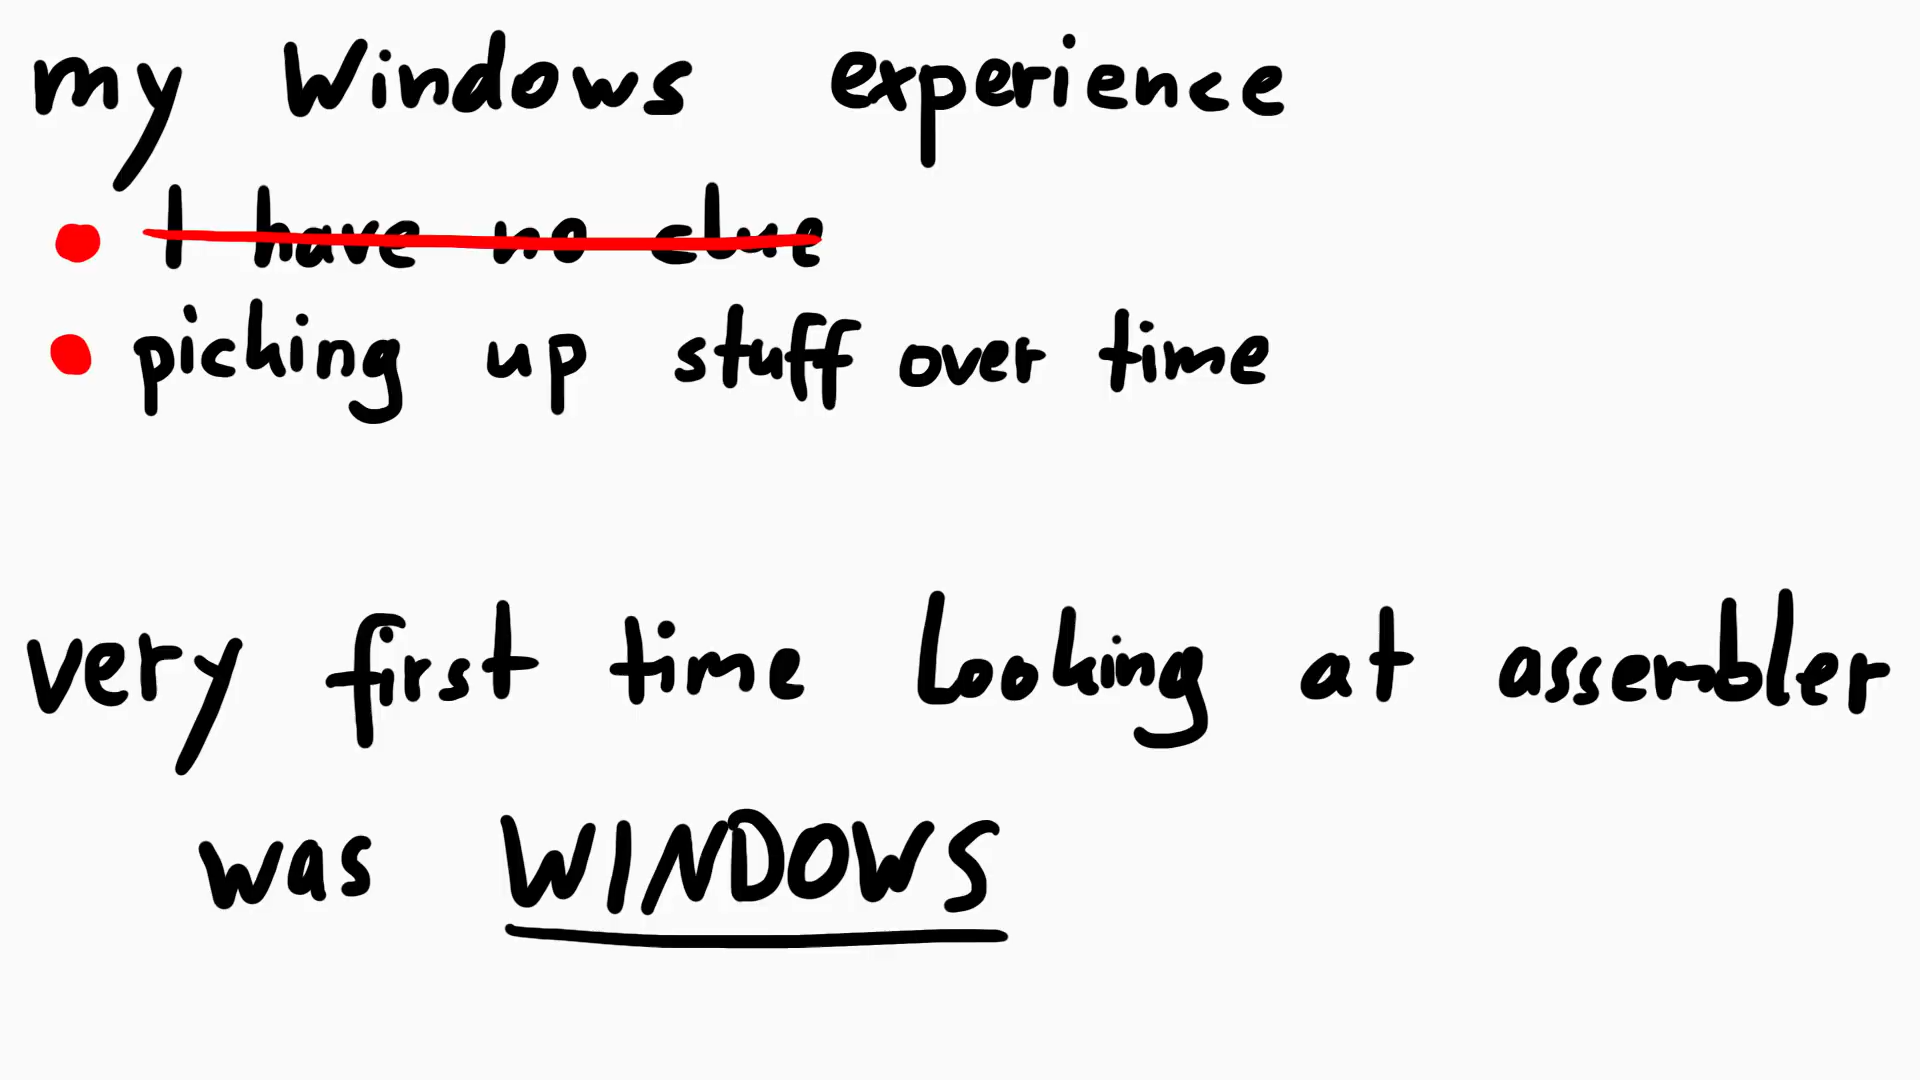 my Windows experience
• I have no clue
• picking up stuff over time
very first time looking at assembler
was WINDOWS